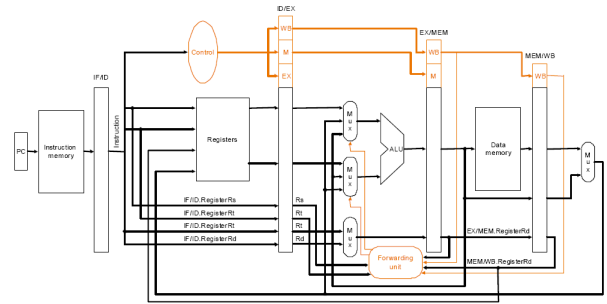 ID/EX
WB
EX/MEM
Control
M
WB
MEM/WB
IF/ID
EX
M
WB
Instruction
PC
Instruction
memory
Registers
M
u
x
M
u
x
ALU
Data
memory
M
u
x
IF/ID.RegisterRs
Rs
IF/ID.RegisterRt
Rt
IF/ID.RegisterRt
Rt
IF/ID.RegisterRd
Rd
M
u
x
EX/MEM.RegisterRd
Forwarding
unit
MEM/WB.RegisterRd